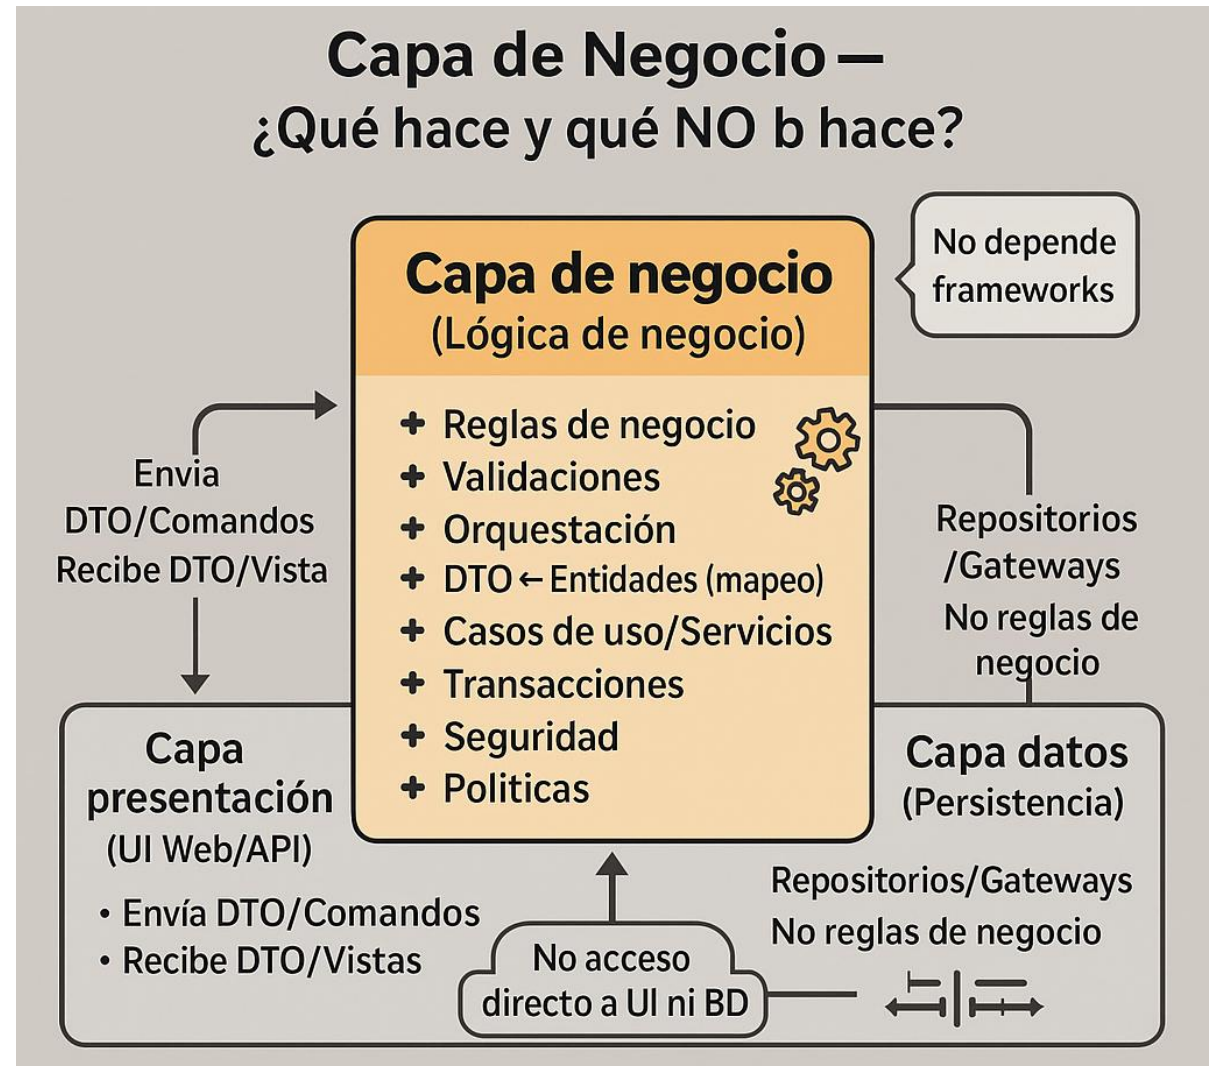 Capa de Negocio —
¿Qué hace y qué NO b hace?
No depende
frameworks
Capa de negocio
(Lógica de negocio)
+ Reglas de negocio
+ Validaciones
+ Orquestación
+ DTO ← Entidades (mapeo)
+ Casos de uso/Servicios
+ Transacciones
+ Seguridad
+ Politicas
Envia
DTO/Comandos
Recibe DTO/Vista
Repositorios
/Gateways
No reglas de
negocio
Capa
presentación
(UI Web/API)
• Envía DTO/Comandos
• Recibe DTO/Vistas
No acceso
directo a UI ni BD
Capa datos
(Persistencia)
Repositorios/Gateways
No reglas de negocio